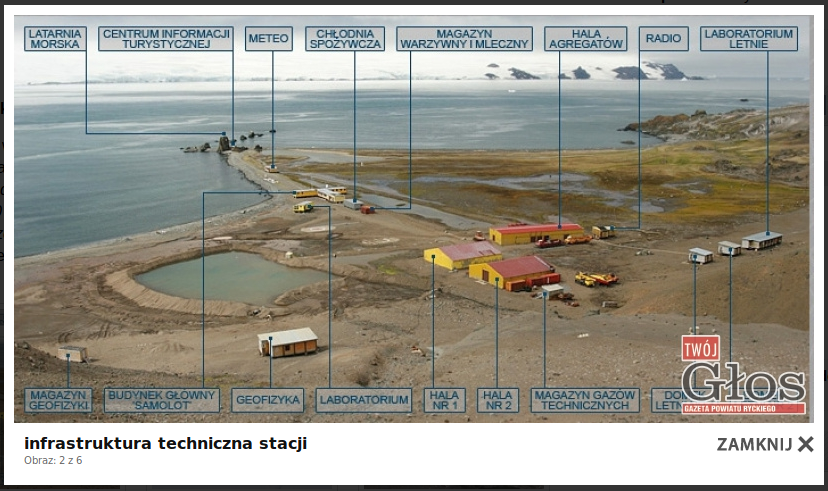 LATARNIA
MORSKA
CENTRUM INFORMACJI
TURYSTYCZNEJ
METEO
CHŁODNIA
SPOŻYWCZA
MAGAZYN
WARZYWNY I MLECZNY
HALA
AGREGATÓW
RADIO
LABORATORIUM
LETNIE
MAGAZYN
GEOFIZYKI
BUDYNEK GŁÓWNY
"SAMOLOT"
GEOFIZYKA
LABORATORIUM
HALA
NR 1
HALA
NR 2
MAGAZYN GAZÓW
TECHNICZNYCH
TWÓJ
Głos
GAZETA POWIATU RYCKIEGO
infrastruktura techniczna stacji
Obraz: 2 z 6
ZAMKNIJ